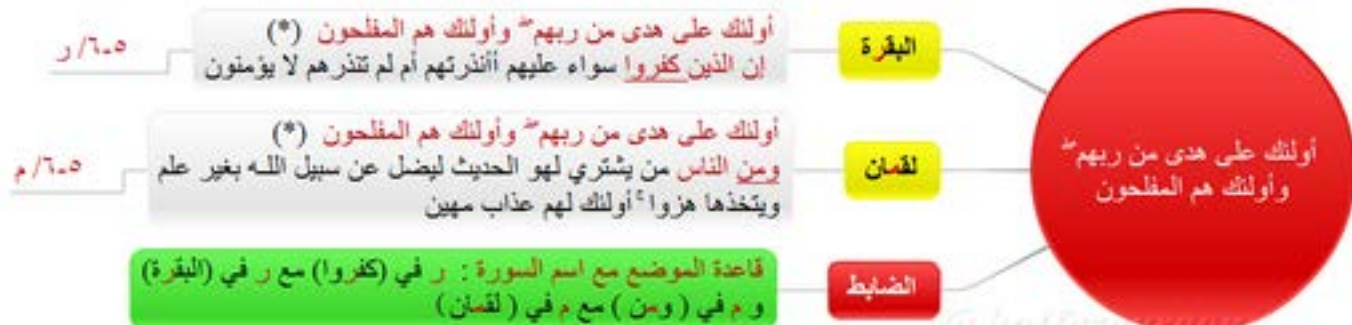 أولئك على هدى من ربهم ۖ
وأولئك هم المفلحون
البقرة
أولئك على هدى من ربهم ۖ وأولئك هم المفلحون (*)
إن الذين كفروا سواء عليهم أأنذرتهم أم لم تنذرهم لا يؤمنون
٥-٦/ ر
لقمان
أولئك على هدى من ربهم ۖ وأولئك هم المفلحون (*)
ومن الناس من يشتري لهو الحديث ليضل عن سبيل اللـه بغير علم
ويتخذها هزوا ۚ أولئك لهم عذاب مهين
٥-٦/ م
الضابط
قاعدة الموضع مع اسم السورة : ر في (كفروا) مع ر في (البقرة)
و م في ( ومن ) مع م في ( لقمان)